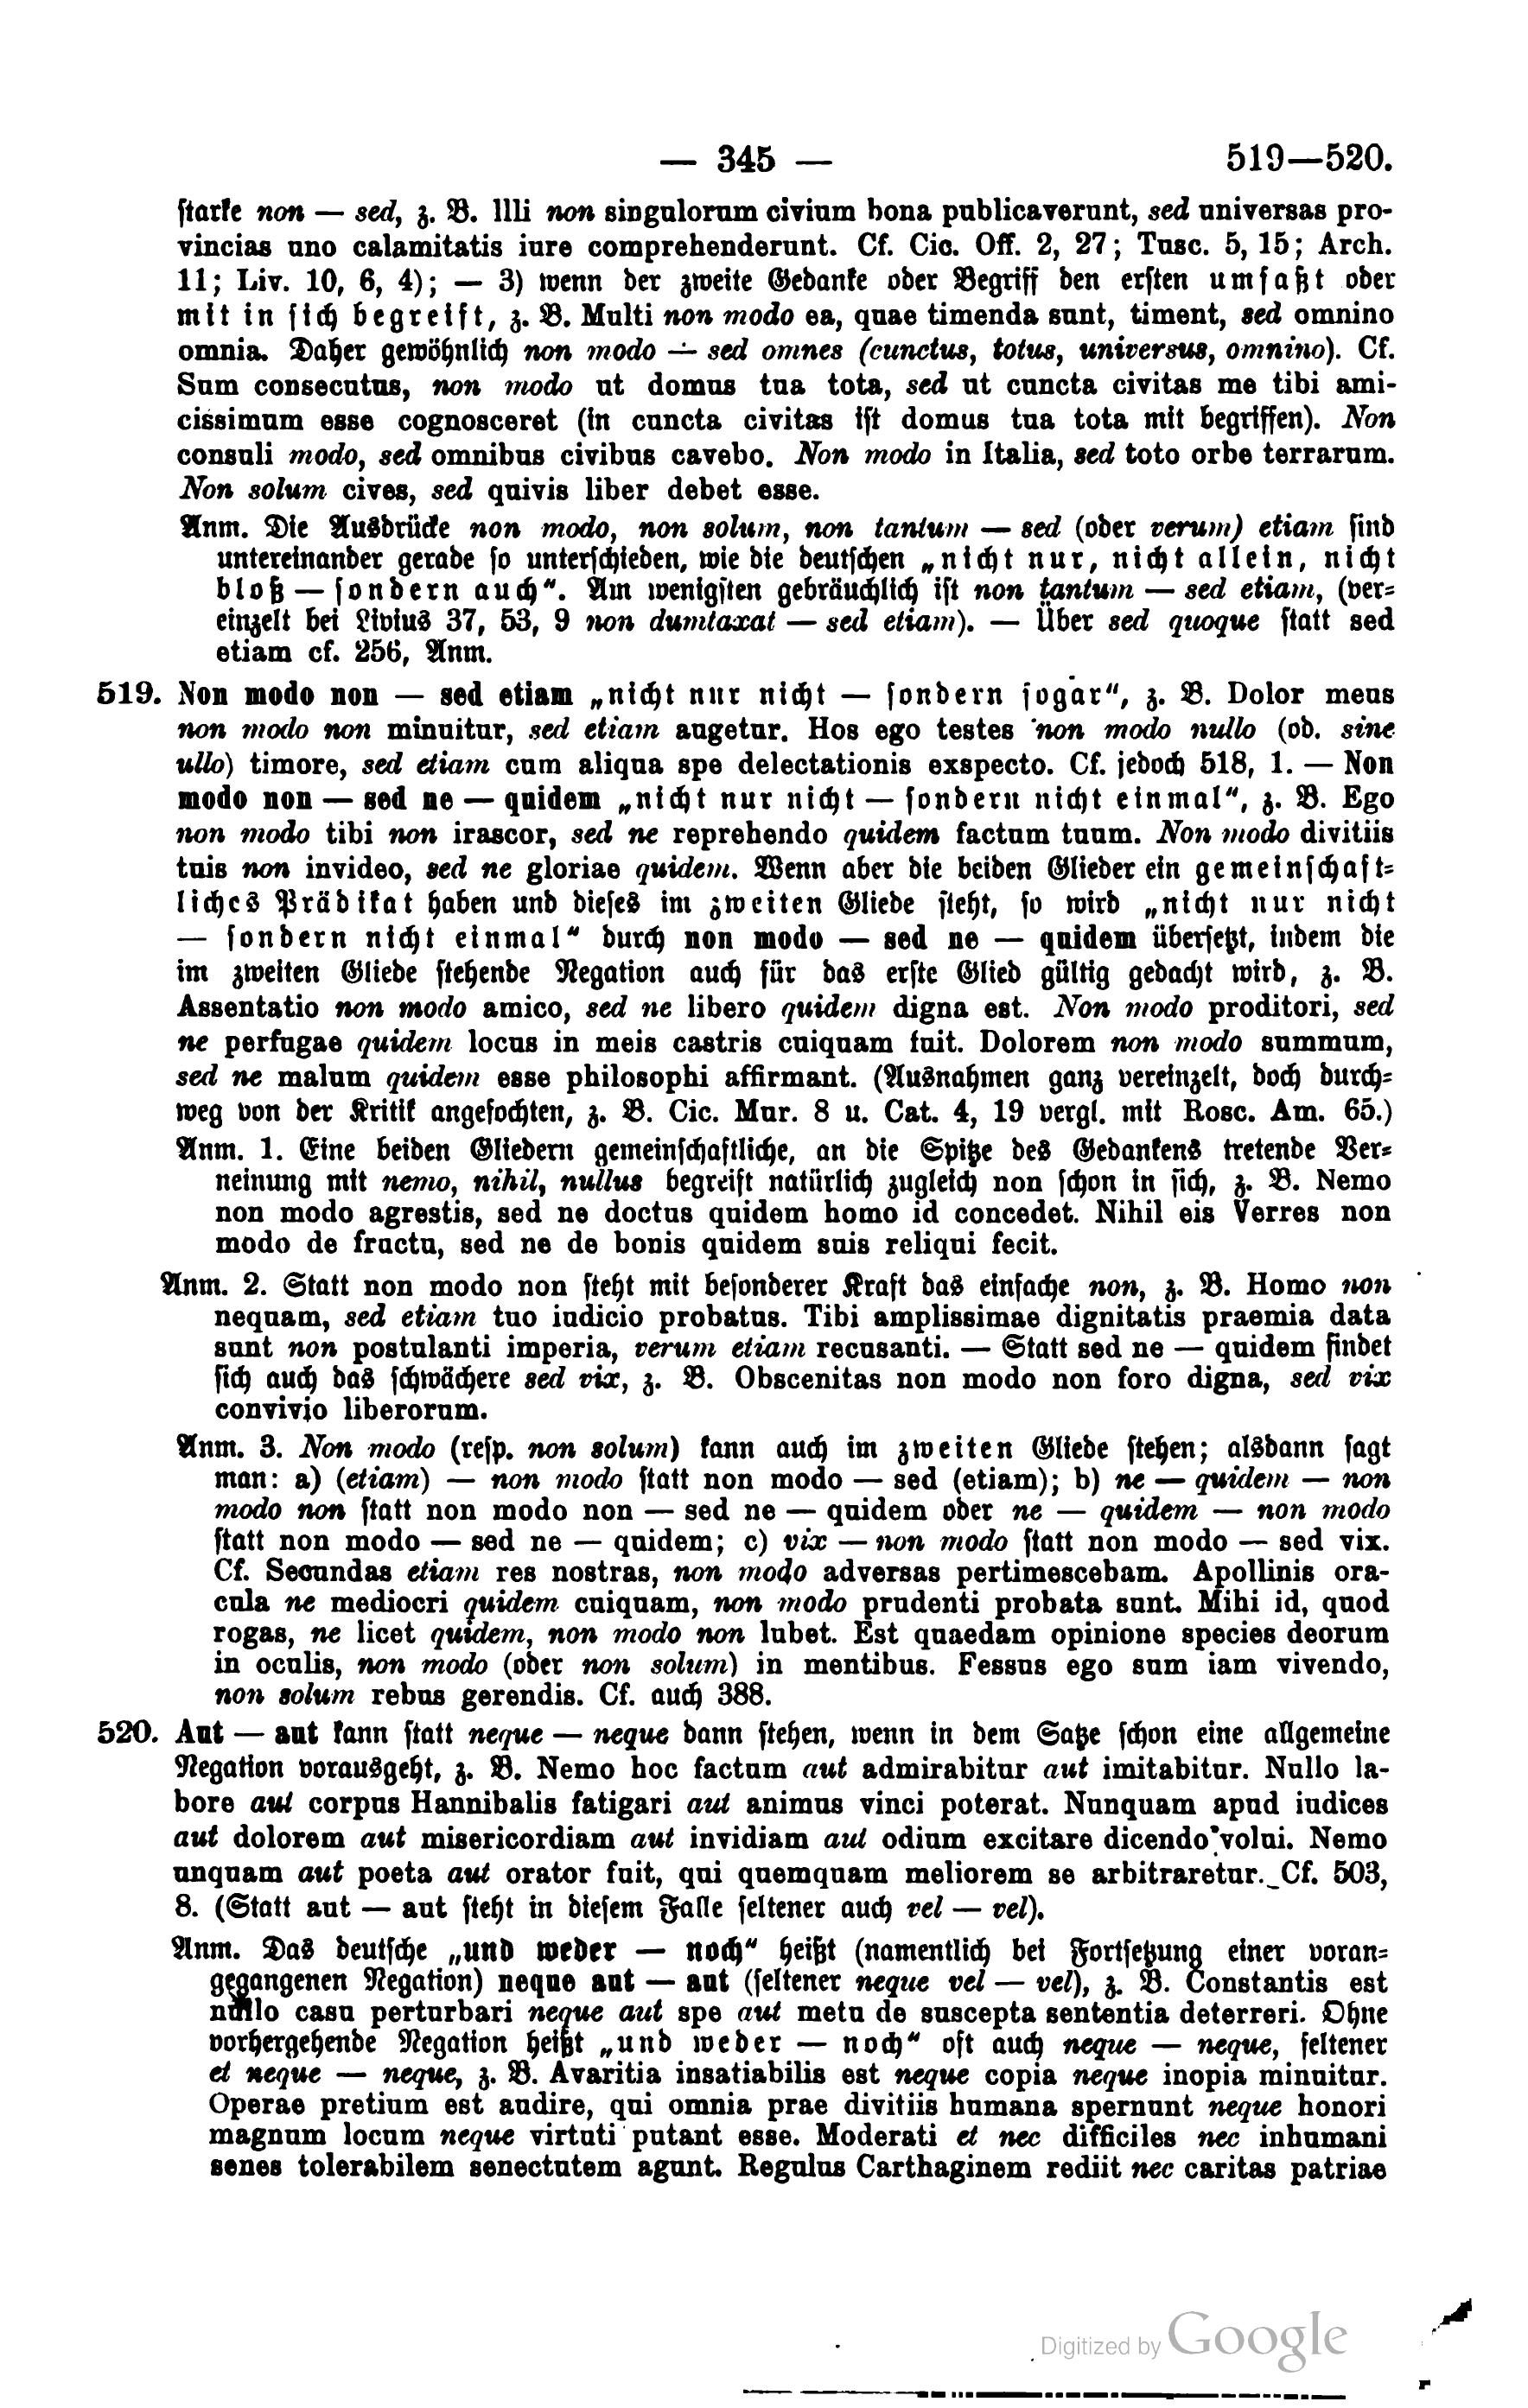 — 345 — 519—520.
starke non — sed, z. B. Illi non singulorum civium bona publicaverunt, sed universas pro-
vincias uno calamitatis iure comprehenderunt. Cf. Cic. Off. 2, 27; Tusc. 5, 15; Arch.
11; Liv. 10, 6, 4); — 3) wenn der zweite Gedanke oder Begriff den ersten umfaßt oder
mit in sich begreift, z. B. Multi non modo ea, quae timenda sunt, timent, sed omnino
omnia. Daher gewöhnlich non modo — sed omnes (cunctus, totus, universus, omnino). Cf.
Sum consecutus, non modo ut domus tua tota, sed ut cuncta civitas me tibi ami-
cissimum esse cognosceret (in cuncta civitas ist domus tua tota mit begriffen). Non
consuli modo, sed omnibus civibus cavebo. Non modo in Italia, sed toto orbe terrarum.
Non solum cives, sed quivis liber debet esse.
Anm. Die Ausdrücke non modo, non solum, non tantum — sed (oder verum) etiam sind
untereinander gerade so unterschieden, wie die deutschen „nicht nur, nicht allein, nicht
bloß — sondern auch“. Am wenigsten gebräuchlich ist non tantum — sed etiam, (ver-
einzelt bei Livius 37, 53, 9 non dumtaxat — sed etiam). — Über sed quoque statt sed
etiam cf. 256, Anm.
519. Non modo non — sed etiam „nicht nur nicht — sondern sogar“, z. B. Dolor meus
non modo non minuitur, sed etiam augetur. Hos ego testes non modo nullo (od. sine
ullo) timore, sed etiam cum aliqua spe delectationis exspecto. Cf. jedoch 518, 1. — Non
modo non — sed ne — quidem „nicht nur nicht — sondern nicht einmal“, z. B. Ego
non modo tibi non irascor, sed ne reprehendo quidem factum tuum. Non modo divitiis
tuis non invideo, sed ne gloriae quidem. Wenn aber die beiden Glieder ein gemeinschaft-
liches Prädikat haben und dieses im zweiten Gliede steht, so wird „nicht nur nicht
— sondern nicht einmal“ durch non modo — sed ne — quidem übersetzt, indem die
im zweiten Gliede stehende Negation auch für das erste Glied gültig gedacht wird, z. B.
Assentatio non modo amico, sed ne libero quidem digna est. Non modo proditori, sed
ne perfugae quidem locus in meis castris cuiquam fuit. Dolorem non modo summum,
sed ne malum quidem esse philosophi affirmant. (Ausnahmen ganz vereinzelt, doch durch-
weg von der Kritik angefochten, z. B. Cic. Mur. 8 u. Cat. 4, 19 vergl. mit Rosc. Am. 65.)
Anm. 1. Eine beiden Gliedern gemeinschaftliche, an die Spitze des Gedankens tretende Ver-
neinung mit nemo, nihil, nullus begreift natürlich zugleich non schon in sich, z. B. Nemo
non modo agrestis, sed ne doctus quidem homo id concedet. Nihil eis Verres non
modo de fructu, sed ne de bonis quidem suis reliqui fecit.
Anm. 2. Statt non modo non steht mit besonderer Kraft das einfache non, z. B. Homo non
nequam, sed etiam tuo iudicio probatus. Tibi amplissimae dignitatis praemia data
sunt non postulanti imperia, verum etiam recusanti. — Statt sed ne — quidem findet
sich auch das schwächere sed vix, z. B. Obscenitas non modo non foro digna, sed vix
convivio liberorum.
Anm. 3. Non modo (resp. non solum) kann auch im zweiten Gliede stehen; alsdann sagt
man: a) (etiam) — non modo statt non modo — sed (etiam); b) ne — quidem — non
modo non statt non modo non — sed ne — quidem oder ne — quidem — non modo
statt non modo — sed ne — quidem; c) vix — non modo statt non modo — sed vix.
Cf. Secundas etiam res nostras, non modo adversas pertimescebam. Apollinis ora-
cula ne mediocri quidem cuiquam, non modo prudenti probata sunt. Mihi id, quod
rogas, ne licet quidem, non modo non lubet. Est quaedam opinione species deorum
in oculis, non modo (oder non solum) in mentibus. Fessus ego sum iam vivendo,
non solum rebus gerendis. Cf. auch 388.
520. Aut — aut kann statt neque — neque dann stehen, wenn in dem Satze schon eine allgemeine
Negation vorausgeht, z. B. Nemo hoc factum aut admirabitur aut imitabitur. Nullo la-
bore aut corpus Hannibalis fatigari aut animus vinci poterat. Nunquam apud iudices
aut dolorem aut misericordiam aut invidiam aut odium excitare dicendo volui. Nemo
unquam aut poeta aut orator fuit, qui quemquam meliorem se arbitraretur. Cf. 503,
8. (Statt aut — aut steht in diesem Falle seltener auch vel — vel).
Anm. Das deutsche „und weder — noch“ heißt (namentlich bei Fortsetzung einer voran-
gegangenen Negation) neque aut — aut (seltener neque vel — vel), z. B. Constantis est
nullo casu perturbari neque aut spe aut metu de suscepta sententia deterreri. Ohne
vorhergehende Negation heißt „und weder — noch“ oft auch neque — neque, seltener
et neque — neque, z. B. Avaritia insatiabilis est neque copia neque inopia minuitur.
Operae pretium est audire, qui omnia prae divitiis humana spernunt neque honori
magnum locum neque virtuti putant esse. Moderati et nec difficiles nec inhumani
senes tolerabilem senectutem agunt. Regulus Carthaginem rediit nec caritas patriae
Digitized by Google